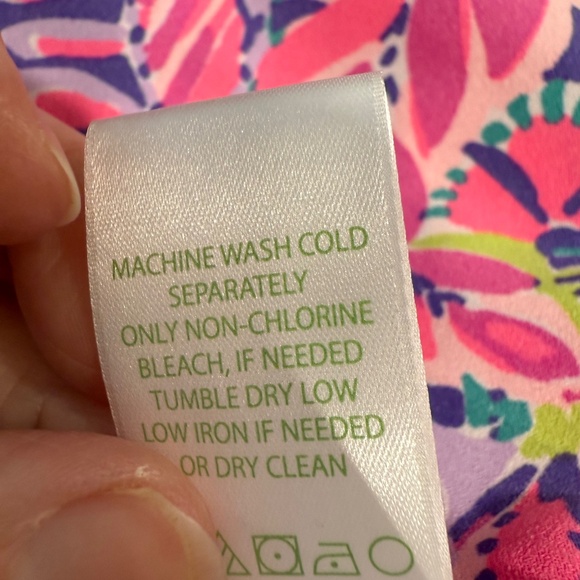 MACHINE WASH COLD
SEPARATELY
ONLY NON-CHLORINE
BLEACH, IF NEEDED
TUMBLE DRY LOW
LOW IRON IF NEEDED
OR DRY CLEAN